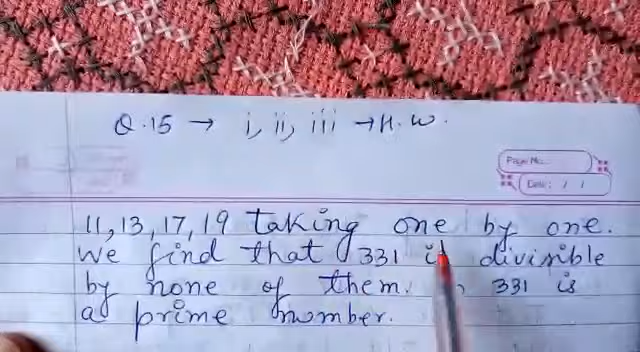 Q.15 → i, ii, iii → H.W.
Page No.:
Date: / /
11, 13, 17, 19 taking one by one.
We find that 331 is divisible
by none of them. 331 is
a prime number.